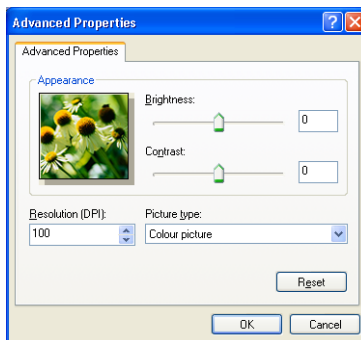 Advanced Properties
Advanced Properties
Appearance
Brightness:
0
Contrast:
0
Resolution (DPI):
Picture type:
100
Colour picture
Reset
OK
Cancel